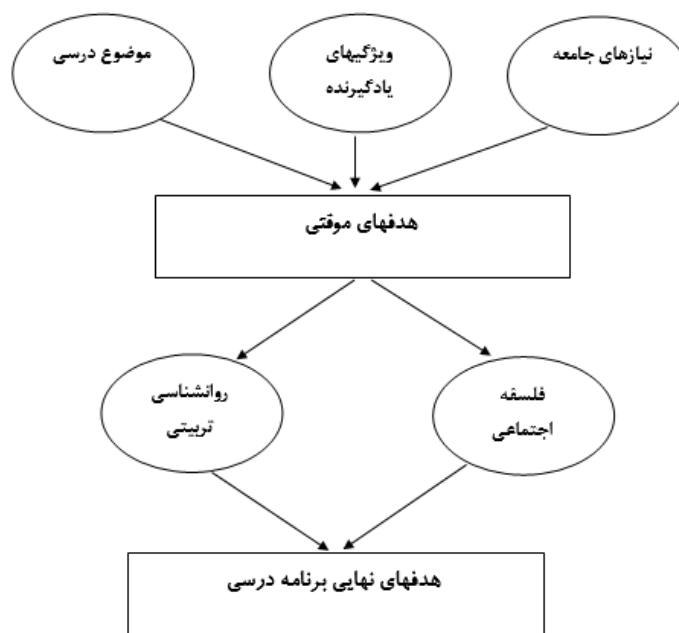 نیازهای جامعه
ویژگیهای
یادگیرنده
موضوع درسی
هدفهای موقتی
فلسفه
اجتماعی
روانشناسی
تربیتی
هدفهای نهایی برنامه درسی